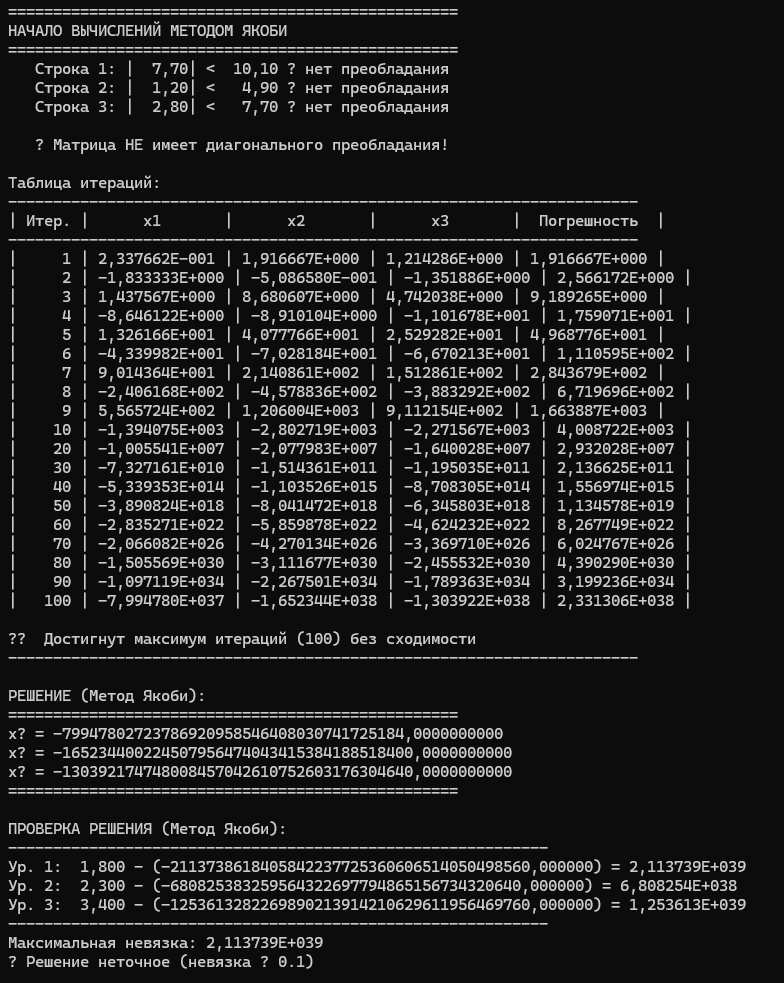 ==================================================
НАЧАЛО ВЫЧИСЛЕНИЙ МЕТОДОМ ЯКОБИ
==================================================
   Строка 1: |  7,70| <  10,10 ? нет преобладания
   Строка 2: |  1,20| <   4,90 ? нет преобладания
   Строка 3: |  2,80| <   7,70 ? нет преобладания
   ? Матрица НЕ имеет диагонального преобладания!
Таблица итераций:
----------------------------------------------------------------------
| Итер. |      x1       |      x2       |      x3       |  Погрешность  |
----------------------------------------------------------------------
|     1 | 2,337662E-001 | 1,916667E+000 | 1,214286E+000 | 1,916667E+000 |
|     2 | -1,833333E+000 | -5,086580E-001 | -1,351886E+000 | 2,566172E+000 |
|     3 | 1,437567E+000 | 8,680607E+000 | 4,742038E+000 | 9,189265E+000 |
|     4 | -8,646122E+000 | -8,910104E+000 | -1,101678E+001 | 1,759071E+001 |
|     5 | 1,326166E+001 | 4,077766E+001 | 2,529282E+001 | 4,968776E+001 |
|     6 | -4,339982E+001 | -7,028184E+001 | -6,670213E+001 | 1,110595E+002 |
|     7 | 9,014364E+001 | 2,140861E+002 | 1,512861E+002 | 2,843679E+002 |
|     8 | -2,406168E+002 | -4,578836E+002 | -3,883292E+002 | 6,719696E+002 |
|     9 | 5,565724E+002 | 1,206004E+003 | 9,112154E+002 | 1,663887E+003 |
|    10 | -1,394075E+003 | -2,802719E+003 | -2,271567E+003 | 4,008722E+003 |
|    20 | -1,005541E+007 | -2,077983E+007 | -1,640028E+007 | 2,932028E+007 |
|    30 | -7,327161E+010 | -1,514361E+011 | -1,195035E+011 | 2,136625E+011 |
|    40 | -5,339353E+014 | -1,103526E+015 | -8,708305E+014 | 1,556974E+015 |
|    50 | -3,890824E+018 | -8,041472E+018 | -6,345803E+018 | 1,134578E+019 |
|    60 | -2,835271E+022 | -5,859878E+022 | -4,624232E+022 | 8,267749E+022 |
|    70 | -2,066082E+026 | -4,270134E+026 | -3,369710E+026 | 6,024767E+026 |
|    80 | -1,505569E+030 | -3,111677E+030 | -2,455532E+030 | 4,390290E+030 |
|    90 | -1,097119E+034 | -2,267501E+034 | -1,789363E+034 | 3,199236E+034 |
|   100 | -7,994780E+037 | -1,652344E+038 | -1,303922E+038 | 2,331306E+038 |
??  Достигнут максимум итераций (100) без сходимости
----------------------------------------------------------------------
РЕШЕНИЕ (Метод Якоби):
==================================================
x? = -79947802723786920958546408030741725184,0000000000
x? = -165234400224507956474043415384188518400,0000000000
x? = -130392174748008457042610752603176304640,0000000000
==================================================
ПРОВЕРКА РЕШЕНИЯ (Метод Якоби):
------------------------------------------------------------
Ур. 1:  1,800 - (-2113738618405842237725360606514050498560,000000) = 2,113739E+039
Ур. 2:  2,300 - (-680825383259564322697794865156734320640,000000) = 6,808254E+038
Ур. 3:  3,400 - (-1253613282269890213914210629611956469760,000000) = 1,253613E+039
------------------------------------------------------------
Максимальная невязка: 2,113739E+039
? Решение неточное (невязка ? 0.1)